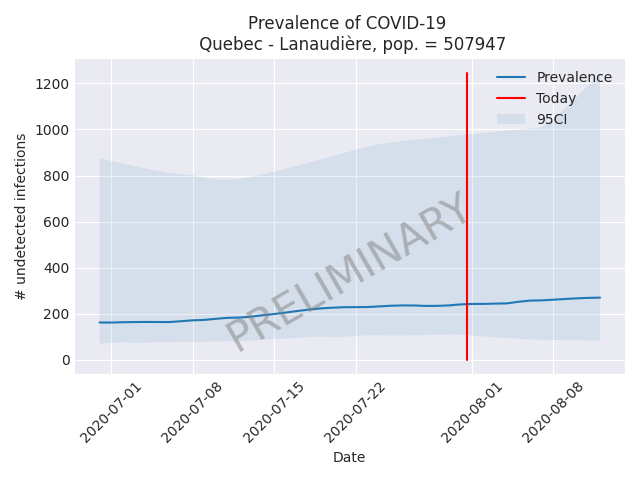 Prevalence of COVID-19
Quebec - Lanaudière, pop. = 507947
Prevalence
Today
95CI
1200
1000
800
600
400
200
0
# undetected infections
PRELIMINARY
2020-07-01
2020-07-08
2020-07-15
2020-07-22
2020-08-01
2020-08-08
Date